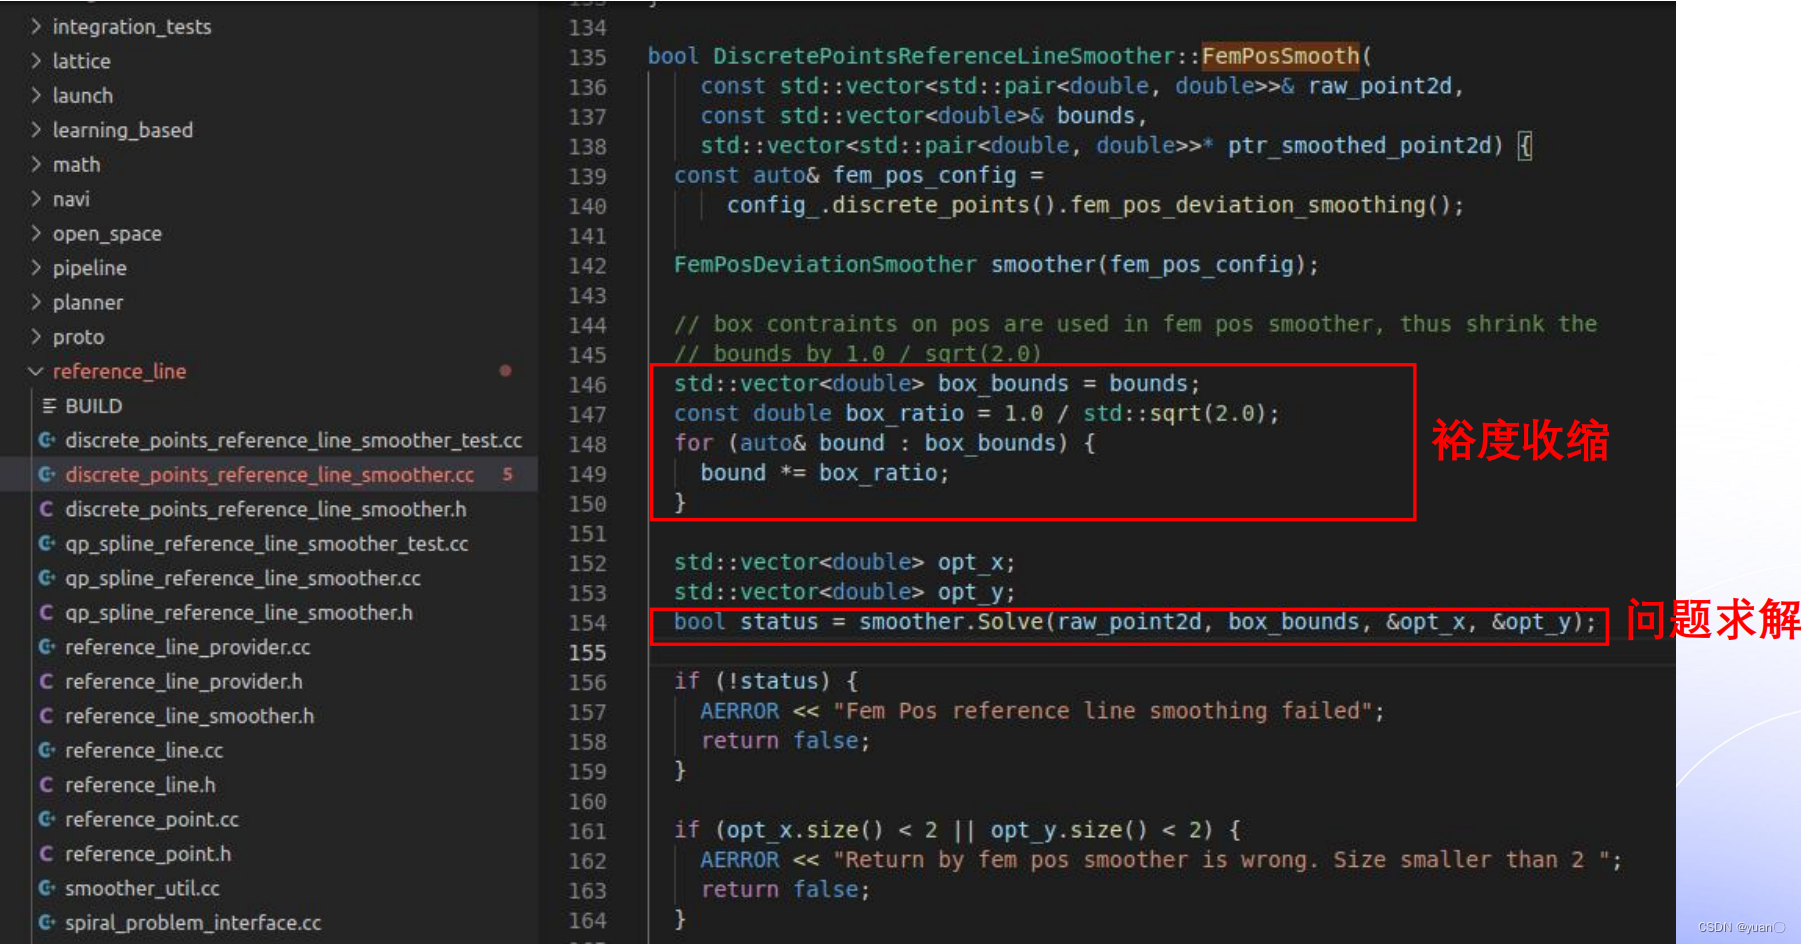 integration_tests
lattice
launch
learning_based
math
navi
open_space
pipeline
planner
proto
reference_line
BUILD
discrete_points_reference_line_smoother_test.cc
discrete_points_reference_line_smoother.cc 5
discrete_points_reference_line_smoother.h
qp_spline_reference_line_smoother_test.cc
qp_spline_reference_line_smoother.cc
qp_spline_reference_line_smoother.h
reference_line_provider.cc
reference_line_provider.h
reference_line_smoother.h
reference_line.cc
reference_line.h
reference_point.cc
reference_point.h
smoother_util.cc
spiral_problem_interface.cc
134
135 bool DiscretePointsReferenceLineSmoother::FemPosSmooth(
136 const std::vector<std::pair<double, double>>& raw_point2d,
137 const std::vector<double>& bounds,
138 std::vector<std::pair<double, double>>* ptr_smoothed_point2d) {
139 const auto& fem_pos_config =
140 config_.discrete_points().fem_pos_deviation_smoothing();
141
142 FemPosDeviationSmoother smoother(fem_pos_config);
143
144 // box contraints on pos are used in fem pos smoother, thus shrink the
145 // bounds by 1.0 / sqrt(2.0)
146 std::vector<double> box_bounds = bounds;
147 const double box_ratio = 1.0 / std::sqrt(2.0);
148 for (auto& bound : box_bounds) {
149 bound *= box_ratio;
150 }
裕度收缩
151
152 std::vector<double> opt_x;
153 std::vector<double> opt_y;
154 bool status = smoother.Solve(raw_point2d, box_bounds, &opt_x, &opt_y);
问题求解
155
156 if (!status) {
157 AERROR << "Fem Pos reference line smoothing failed";
158 return false;
159 }
160
161 if (opt_x.size() < 2 || opt_y.size() < 2) {
162 AERROR << "Return by fem pos smoother is wrong. Size smaller than 2 ";
163 return false;
164 }
CSDN @yuan〇